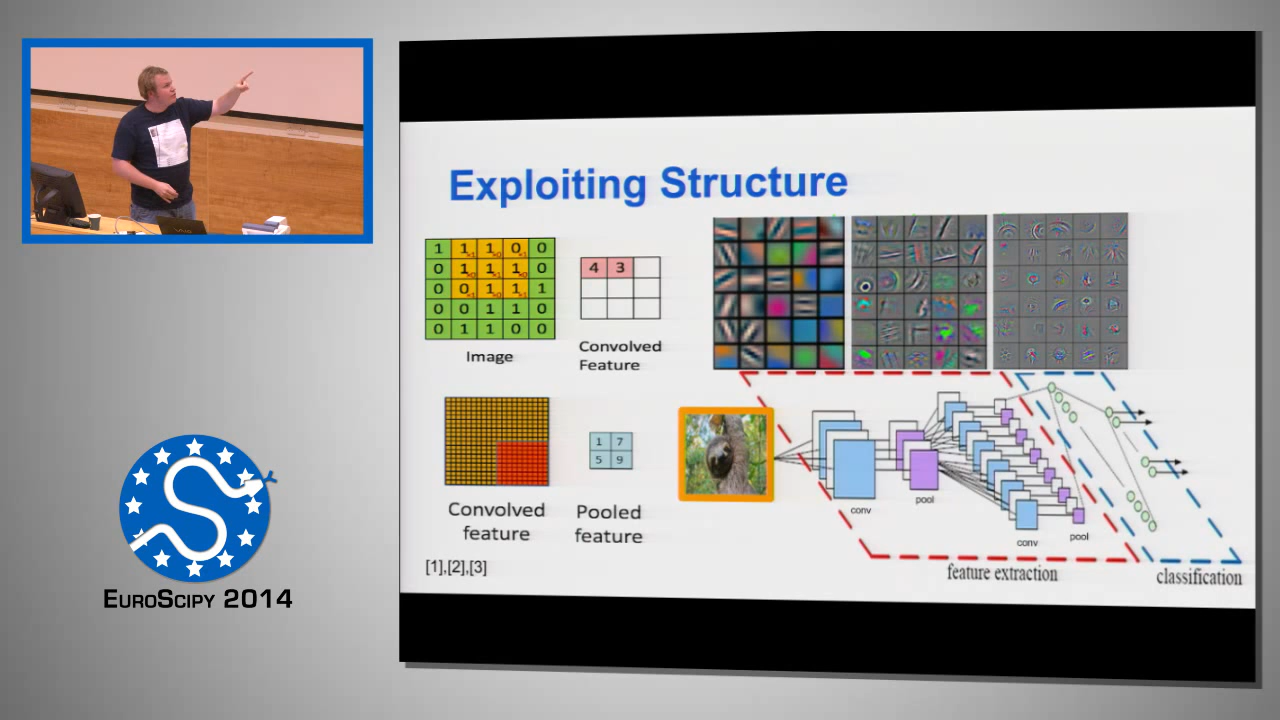 Exploiting Structure
1 1 1 0 0
0 1 1 1 0
0 0 1 1 1
0 0 1 1 0
0 1 1 0 0
Image
4 3
Convolved
Feature
Convolved
feature
1 7
5 9
Pooled
feature
[1],[2],[3]
conv
pool
conv
pool
feature extraction
classification
EUROSCIPY 2014